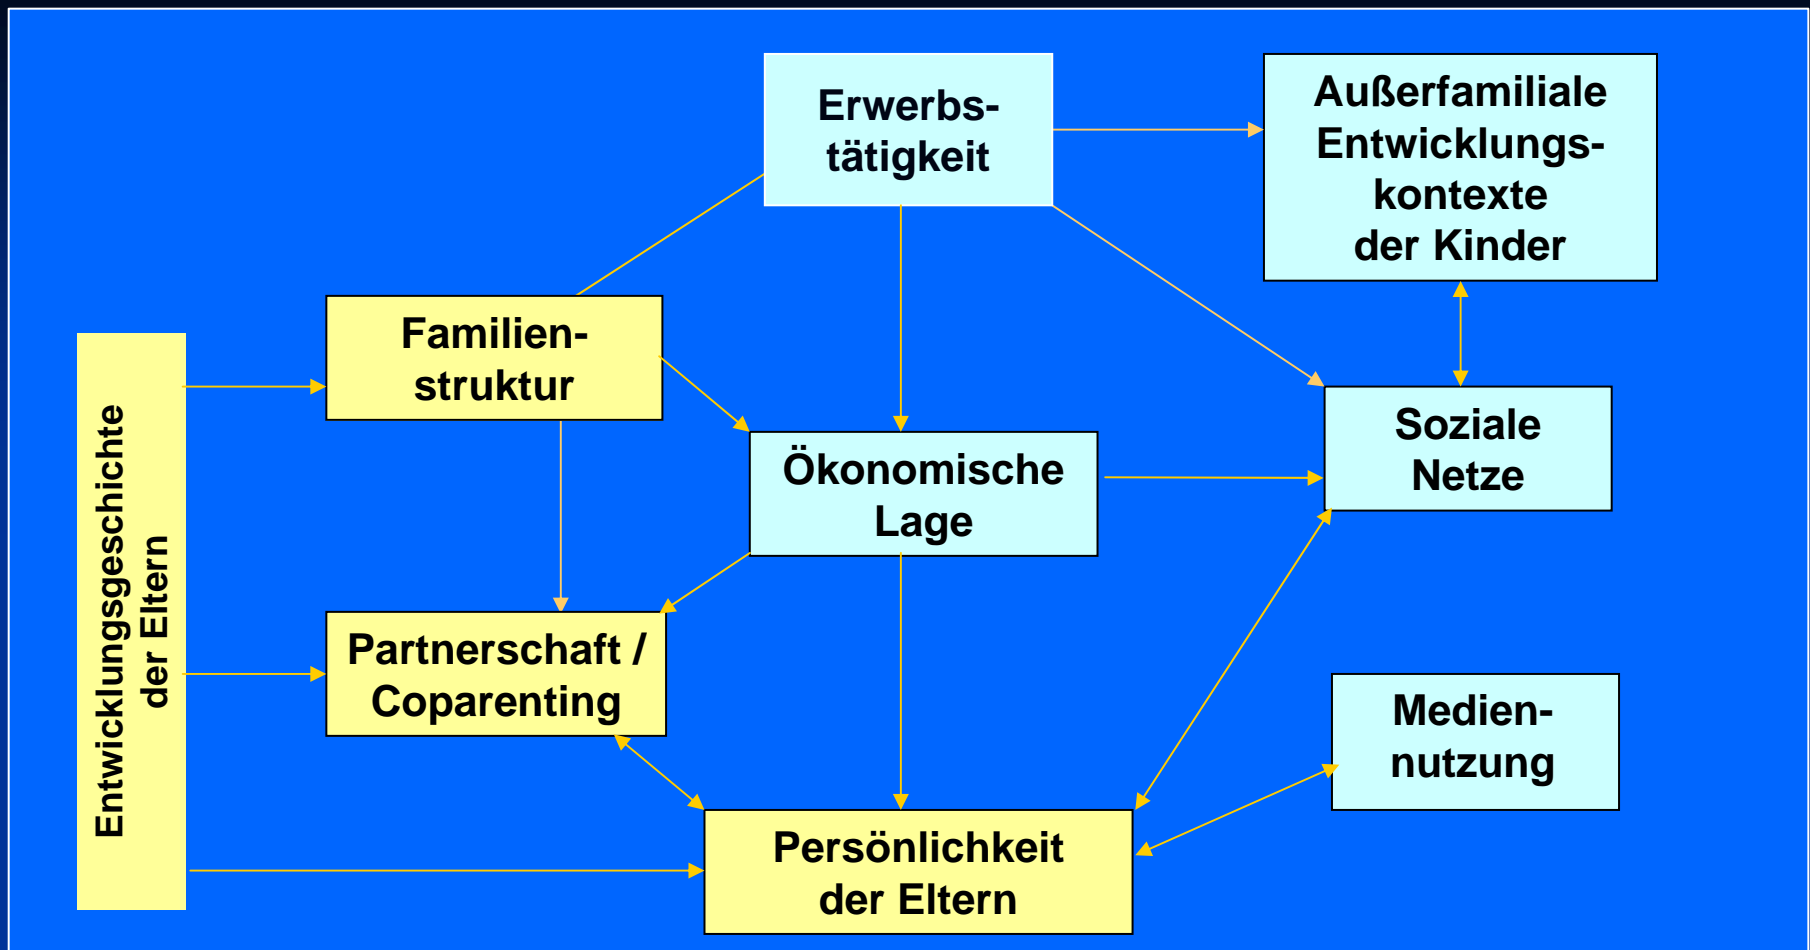 Erwerbs-
tätigkeit
Außerfamiliale
Entwicklungs-
kontexte
der Kinder
Familien-
struktur
Entwicklungsgeschichte
der Eltern
Ökonomische
Lage
Soziale
Netze
Partnerschaft /
Coparenting
Medien-
nutzung
Persönlichkeit
der Eltern